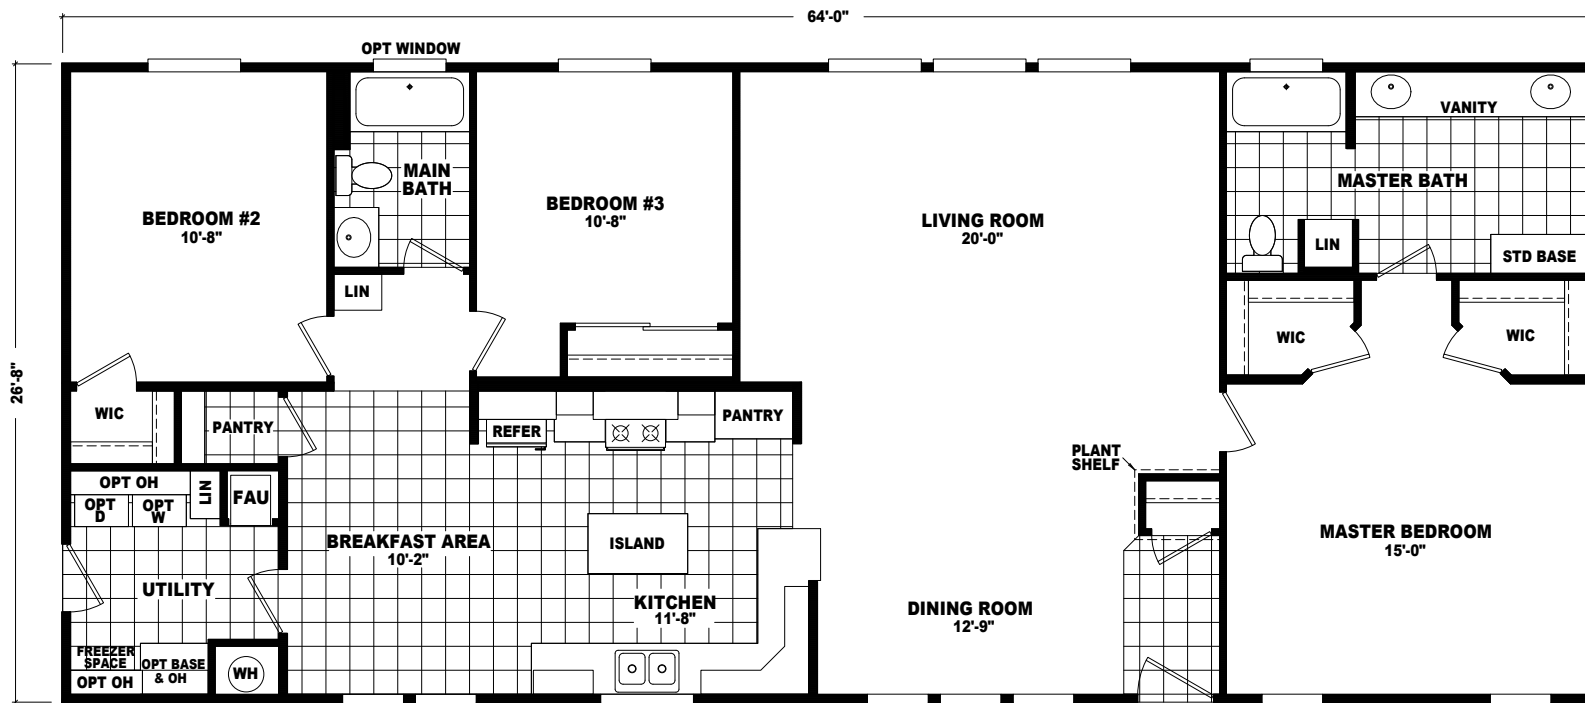 64'-0"
OPT WINDOW
26'-8"
BEDROOM #2
10'-8"
MAIN
BATH
BEDROOM #3
10'-8"
LIVING ROOM
20'-0"
VANITY
MASTER BATH
LIN
STD BASE
LIN
WIC
WIC
WIC
PANTRY
REFER
PANTRY
PLANT
SHELF
OPT OH
LIN
FAU
OPT
D
OPT
W
BREAKFAST AREA
10'-2"
ISLAND
MASTER BEDROOM
15'-0"
UTILITY
KITCHEN
11'-8"
DINING ROOM
12'-9"
FREEZER
SPACE
OPT OH
OPT BASE
& OH
WH